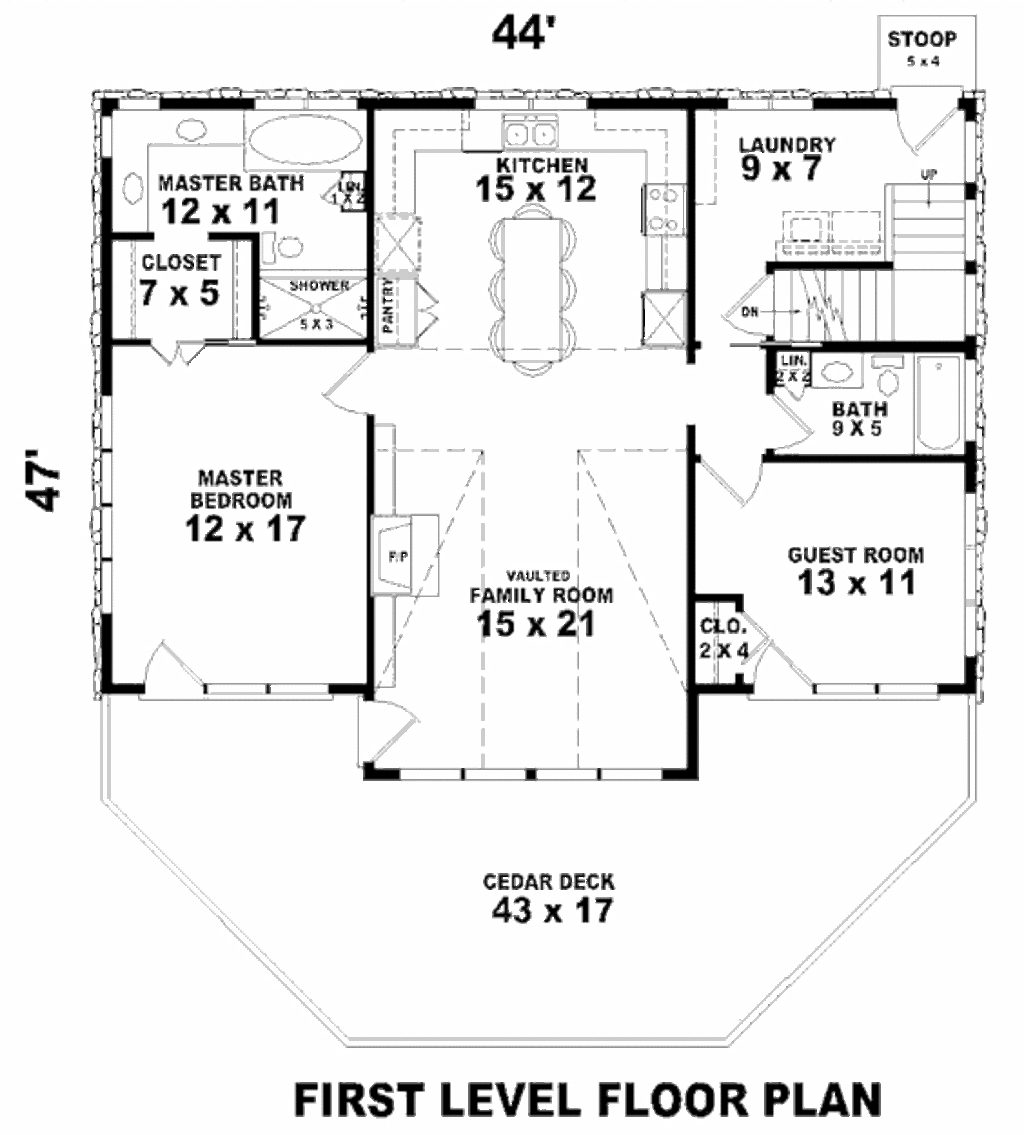 44'
STOOP
5 x 4
LAUNDRY
9 x 7
UP
KITCHEN
15 x 12
MASTER BATH
12 x 11
LIN.
1 X 2
CLOSET
7 x 5
SHOWER
5 X 3
PANTRY
DN
LIN.
2 X 2
BATH
9 X 5
47'
MASTER
BEDROOM
12 x 17
F/P
VAULTED
FAMILY ROOM
15 x 21
GUEST ROOM
13 x 11
CLO.
2 X 4
CEDAR DECK
43 x 17
FIRST LEVEL FLOOR PLAN